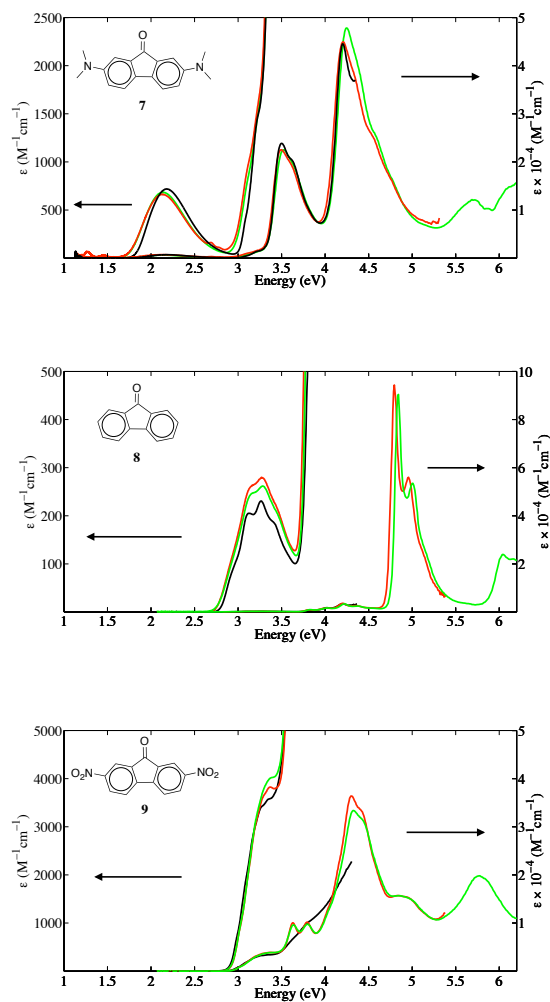 O
N
N
7
ε (M⁻¹cm⁻¹)
2500
2000
1500
1000
500
5
4
3
2
1
ε × 10⁻⁴ (M⁻¹cm⁻¹)
1 1.5 2 2.5 3 3.5 4 4.5 5 5.5 6
Energy (eV)
O
8
ε (M⁻¹cm⁻¹)
500
400
300
200
100
10
8
6
4
2
ε × 10⁻⁴ (M⁻¹cm⁻¹)
1 1.5 2 2.5 3 3.5 4 4.5 5 5.5 6
Energy (eV)
O
O₂N
NO₂
9
ε (M⁻¹cm⁻¹)
5000
4000
3000
2000
1000
5
4
3
2
1
ε × 10⁻⁴ (M⁻¹cm⁻¹)
1 1.5 2 2.5 3 3.5 4 4.5 5 5.5 6
Energy (eV)